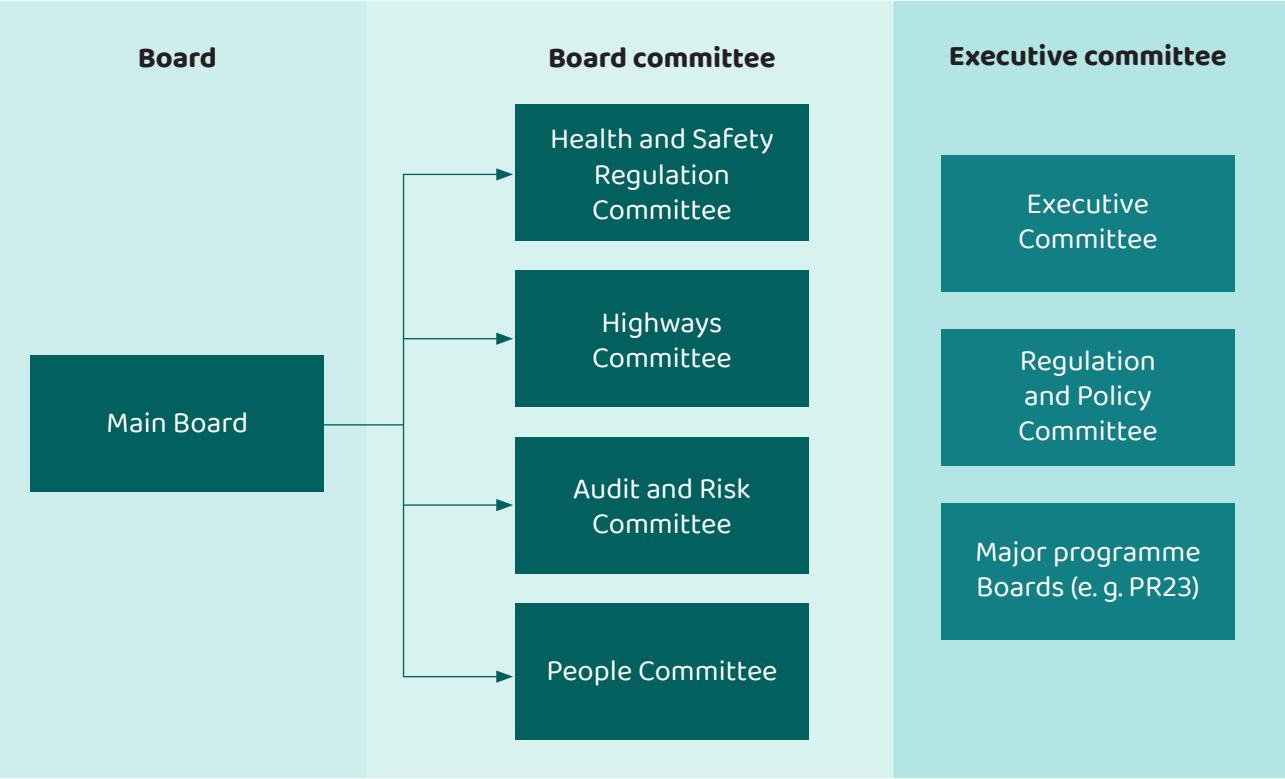 Board
Main Board
Board committee
Health and Safety
Regulation
Committee
Highways
Committee
Audit and Risk
Committee
People Committee
Executive committee
Executive
Committee
Regulation
and Policy
Committee
Major programme
Boards (e. g. PR23)